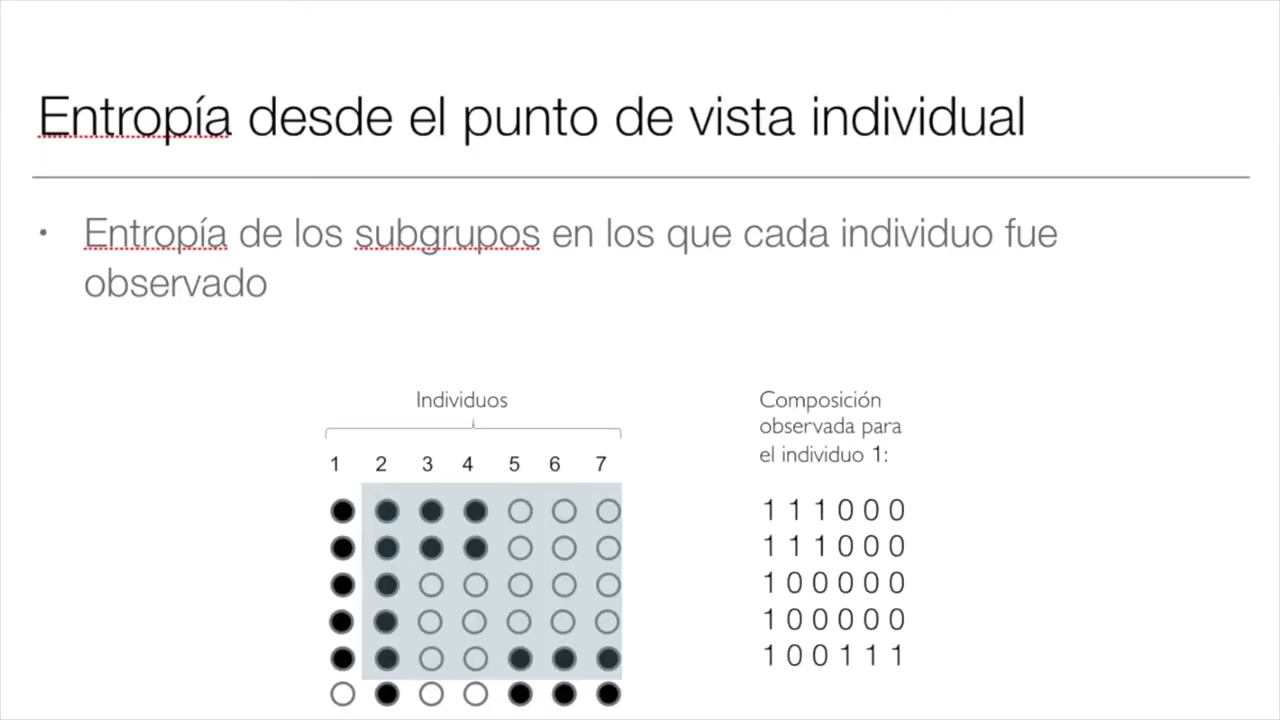 Entropía desde el punto de vista individual
• Entropía de los subgrupos en los que cada individuo fue
observado
Individuos
1 2 3 4 5 6 7
Composición
observada para
el individuo 1:
1 1 1 0 0 0
1 1 1 0 0 0
1 0 0 0 0 0
1 0 0 0 0 0
1 0 0 1 1 1